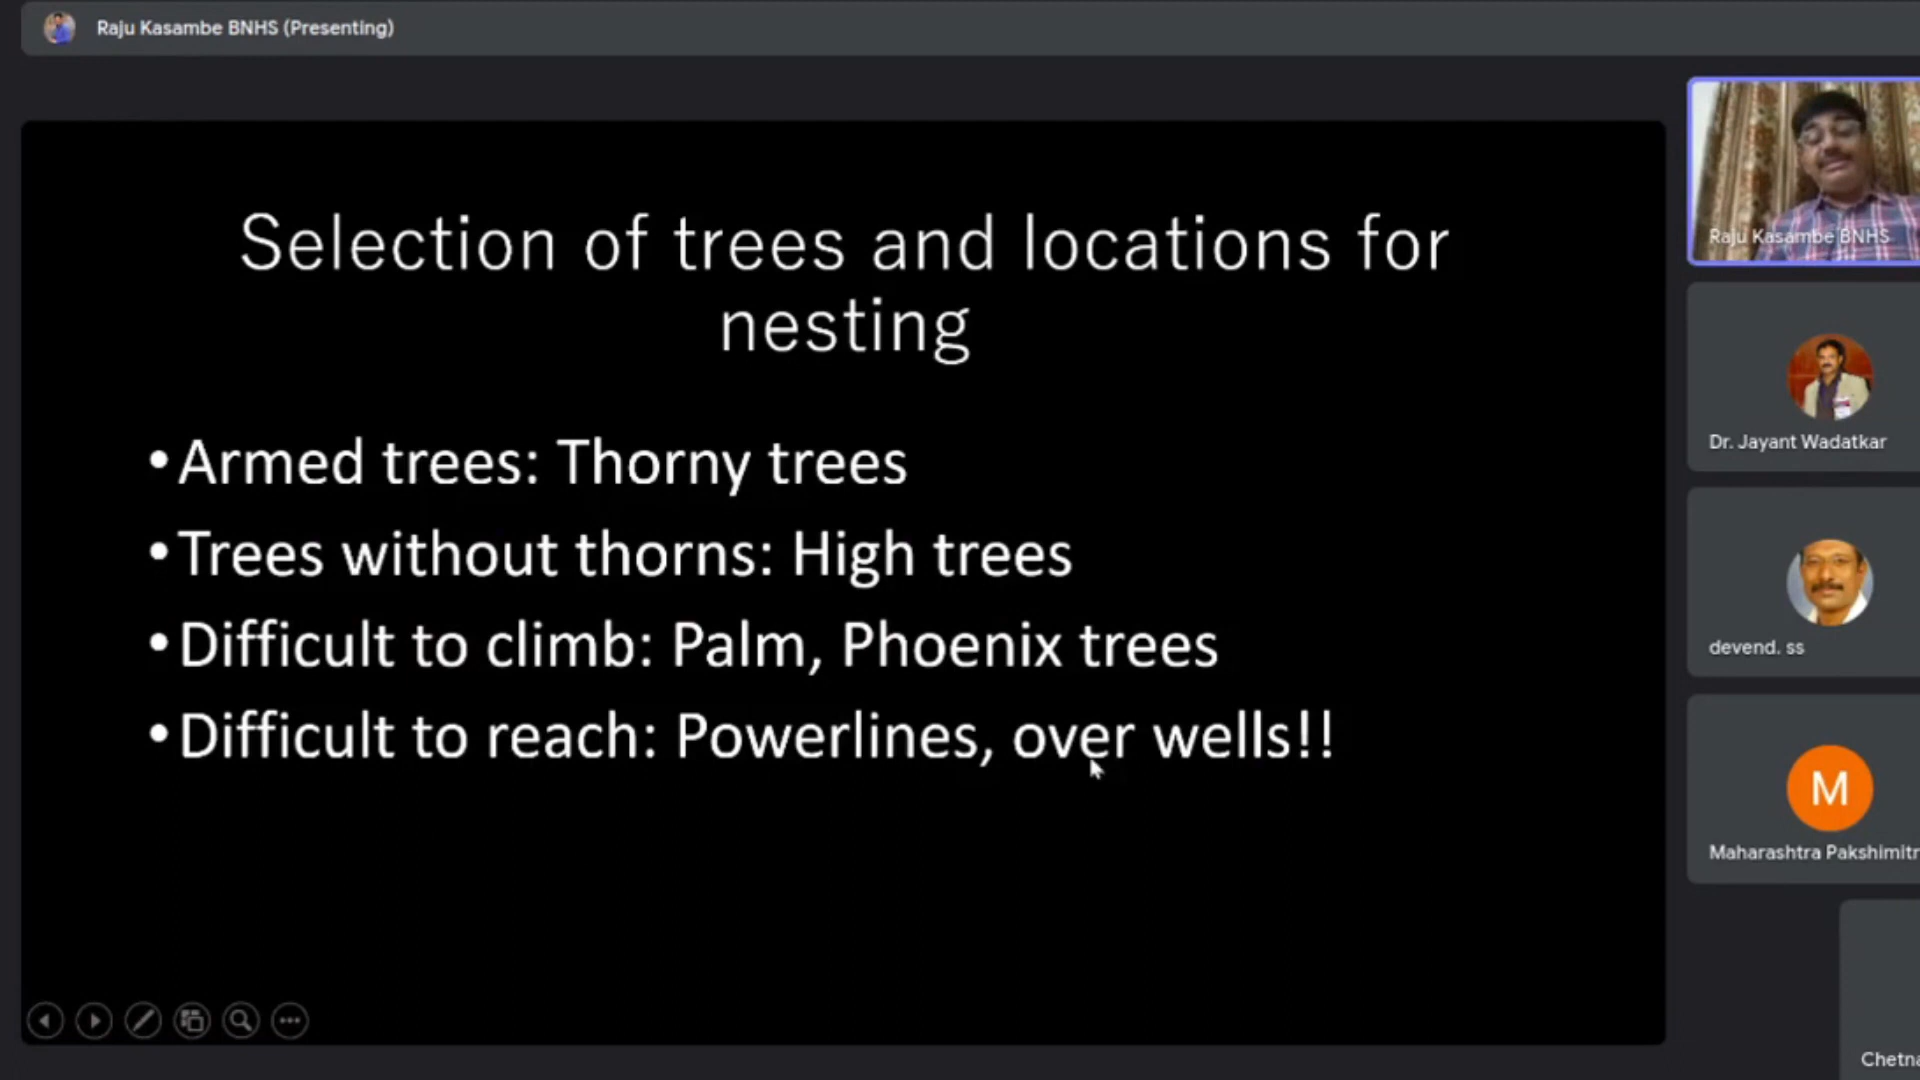 Raju Kasambe BNHS (Presenting)
Selection of trees and locations for
nesting
•Armed trees: Thorny trees
•Trees without thorns: High trees
•Difficult to climb: Palm, Phoenix trees
•Difficult to reach: Powerlines, over wells!!
Raju Kasambe BNHS
Dr. Jayant Wadatkar
devend. ss
M
Maharashtra Pakshimitr
Chetna